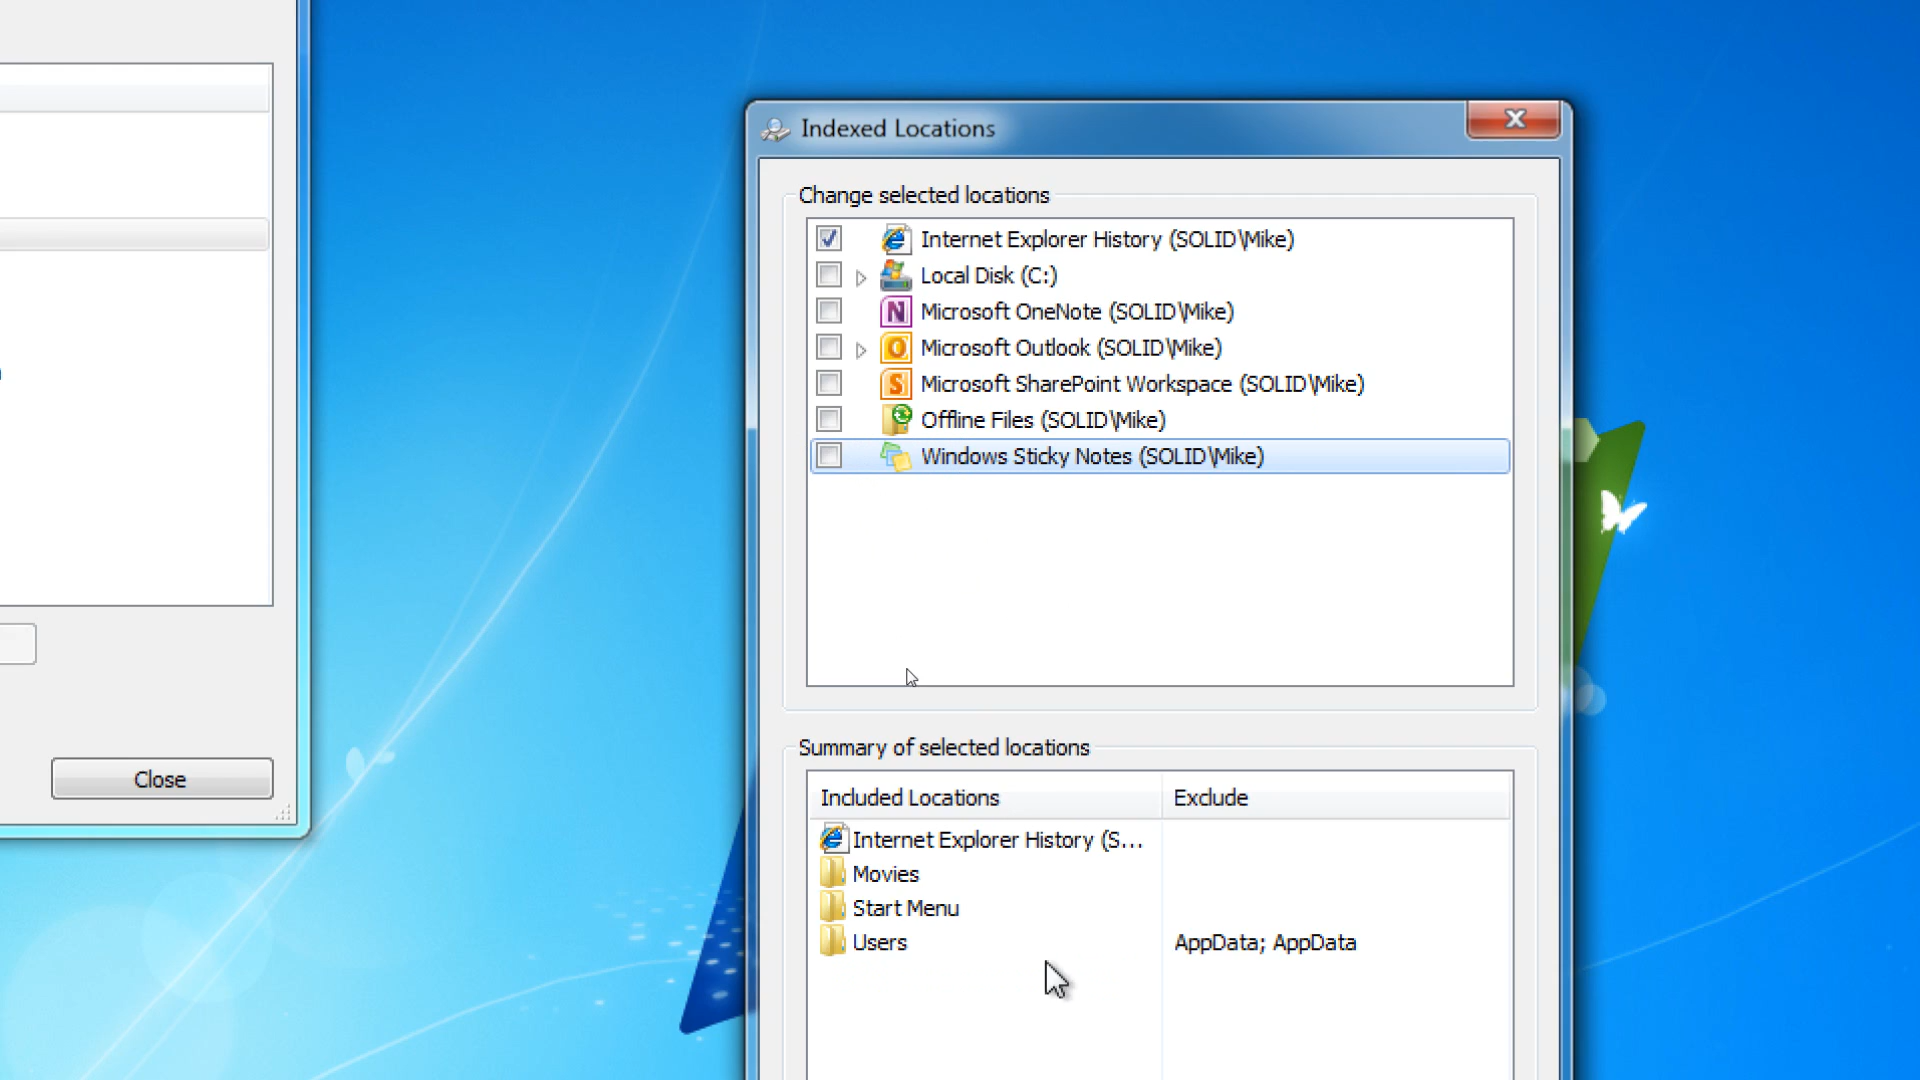 Indexed Locations
Change selected locations
Internet Explorer History (SOLID\Mike)
Local Disk (C:)
Microsoft OneNote (SOLID\Mike)
Microsoft Outlook (SOLID\Mike)
Microsoft SharePoint Workspace (SOLID\Mike)
Offline Files (SOLID\Mike)
Windows Sticky Notes (SOLID\Mike)
Close
Summary of selected locations
Included Locations Exclude
Internet Explorer History (S...
Movies
Start Menu
Users AppData; AppData